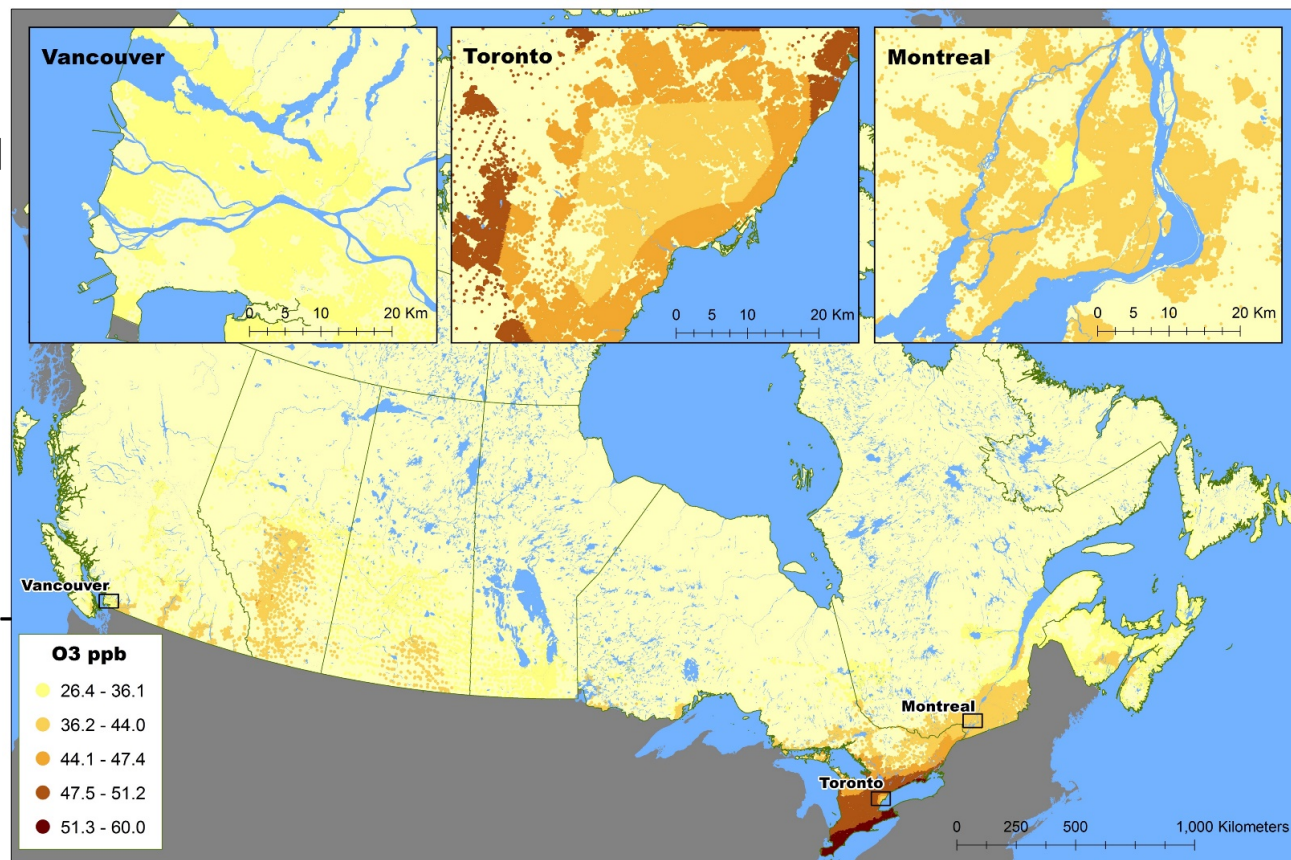 Vancouver
0 5 10 20 Km
Toronto
0 5 10 20 Km
Montreal
0 5 10 20 Km
Vancouver
Montreal
Toronto
O3 ppb
26.4 - 36.1
36.2 - 44.0
44.1 - 47.4
47.5 - 51.2
51.3 - 60.0
0 250 500 1,000 Kilometers